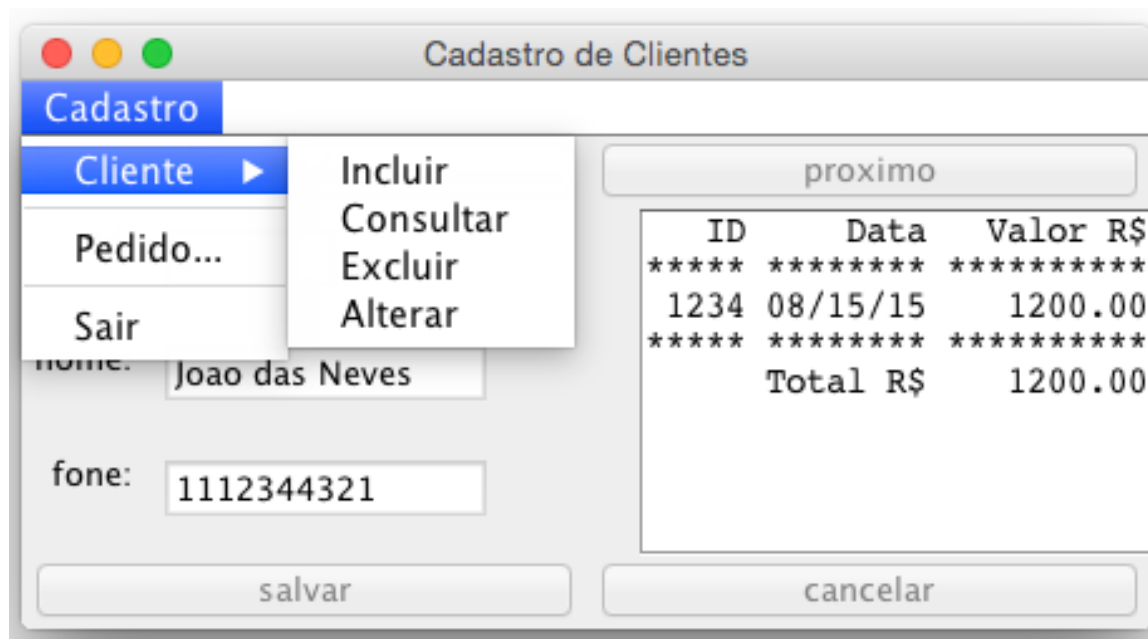 Cadastro de Clientes
Cadastro
Cliente
Incluir
Consultar
Excluir
Alterar
Pedido...
Sair
proximo
ID Data Valor R$
***** ******** **********
1234 08/15/15 1200.00
***** ******** **********
Total R$ 1200.00
nome:
Joao das Neves
fone:
1112344321
salvar
cancelar